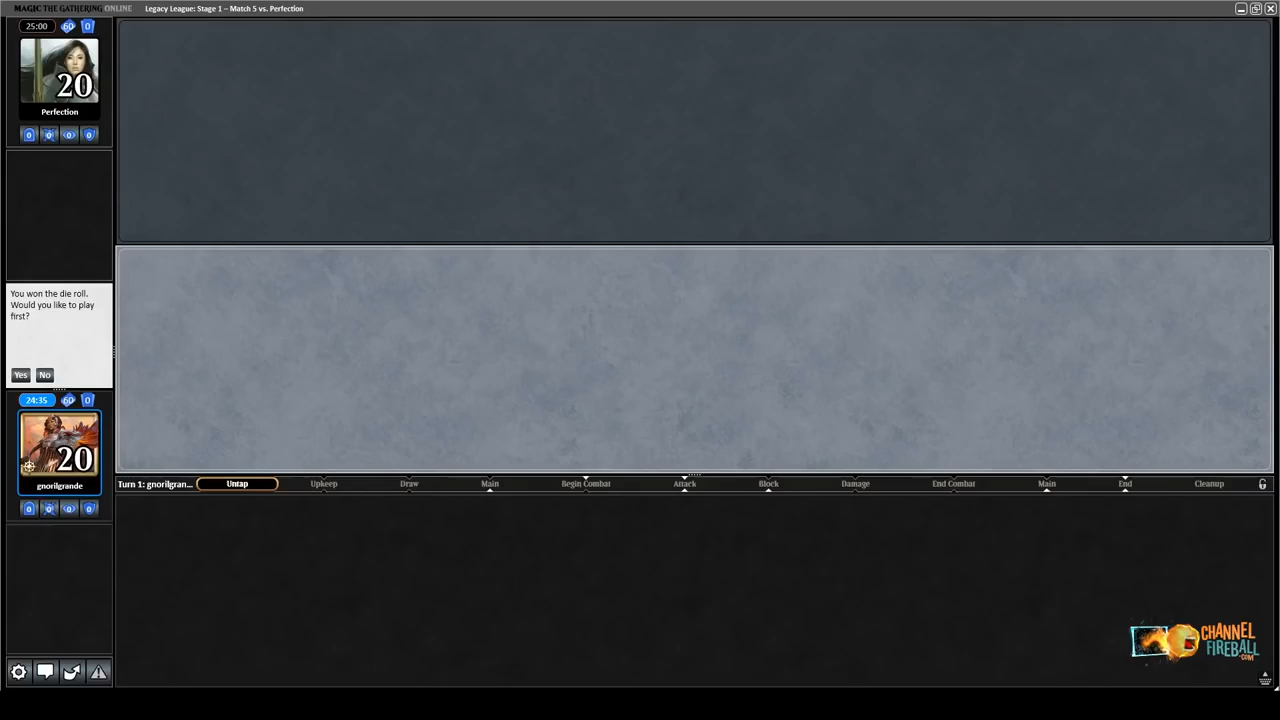 MAGIC THE GATHERING ONLINE Legacy League: Stage 1 – Match 5 vs. Perfection
25:00 60 0
20
Perfection
0 0 0 0
You won the die roll.
Would you like to play
first?
Yes No
24:35 60 0
20
gnorilgrande
Turn 1: gnorilgran... Untap Upkeep Draw Main Begin Combat Attack Block Damage End Combat Main End Cleanup
0 0 0 0
CHANNEL
FIREBALL
.COM